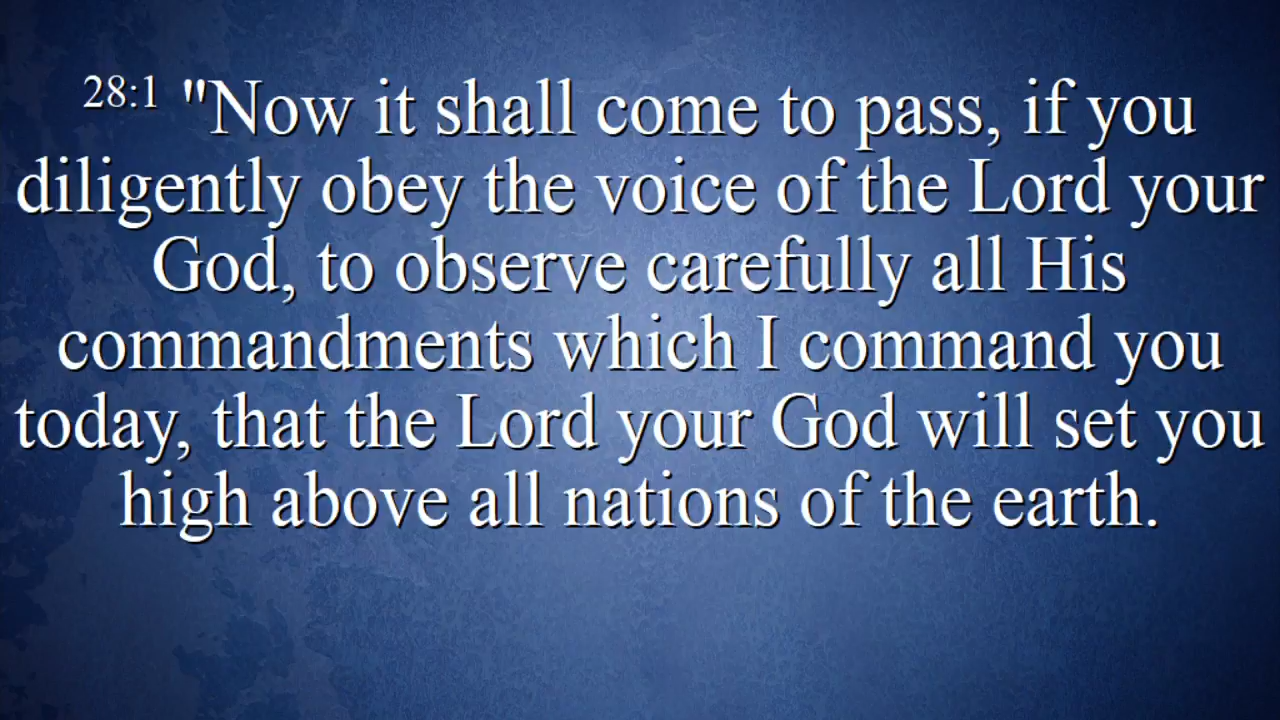 28:1 "Now it shall come to pass, if you
diligently obey the voice of the Lord your
God, to observe carefully all His
commandments which I command you
today, that the Lord your God will set you
high above all nations of the earth.